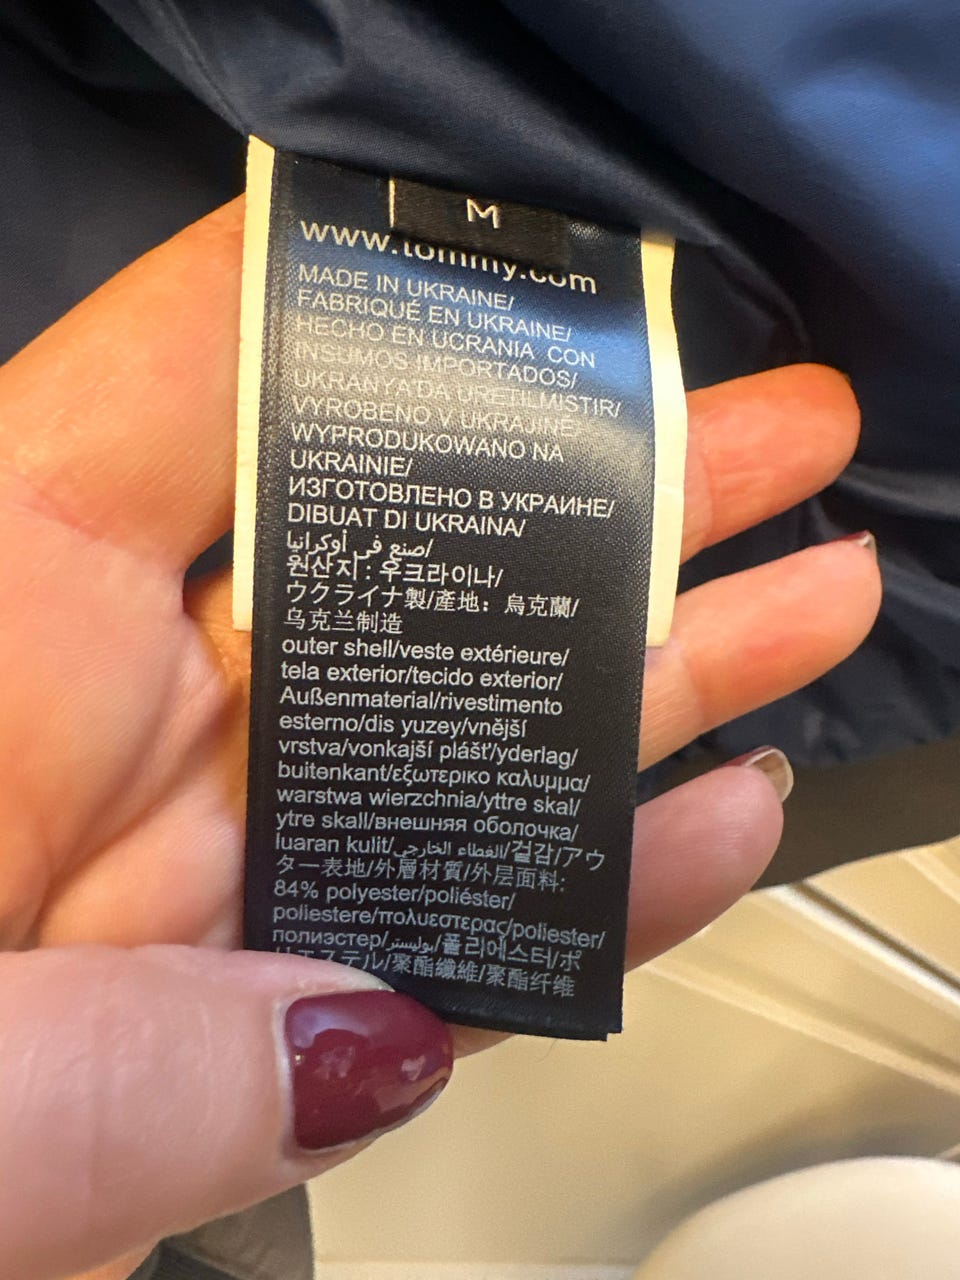 M
www.tommy.com
MADE IN UKRAINE/
FABRIQUÉ EN UKRAINE/
HECHO EN UCRANIA CON
INSUMOS IMPORTADOS/
UKRANYA'DA ÜRETILMISTIR/
VYROBENO V UKRAJINE/
WYPRODUKOWANO NA
UKRAINIE/
ИЗГОТОВЛЕНО В УКРАИНЕ/
DIBUAT DI UKRAINA/
صنع في أوكرانيا/
원산지 : 우크라이나/
ウクライナ製/產地：烏克蘭/
乌克兰制造
outer shell/veste extérieure/
tela exterior/tecido exterior/
Außenmaterial/rivestimento
esterno/dis yuzey/vnější
vrstva/vonkajší plášť/yderlag/
buitenkant/εξωτερικο καλυμμα/
warstwa wierzchnia/yttre skal/
ytre skall/внешняя оболочка/
luaran kulit/الغطاء الخارجي/겉감/アウ
ター表地/外層材質/外层面料:
84% polyester/poliéster/
poliestere/πολυεστερας/poliester/
полиэстер/بوليستر/폴리에스터/ポ
リエステル/聚酯纖維/聚酯纤维